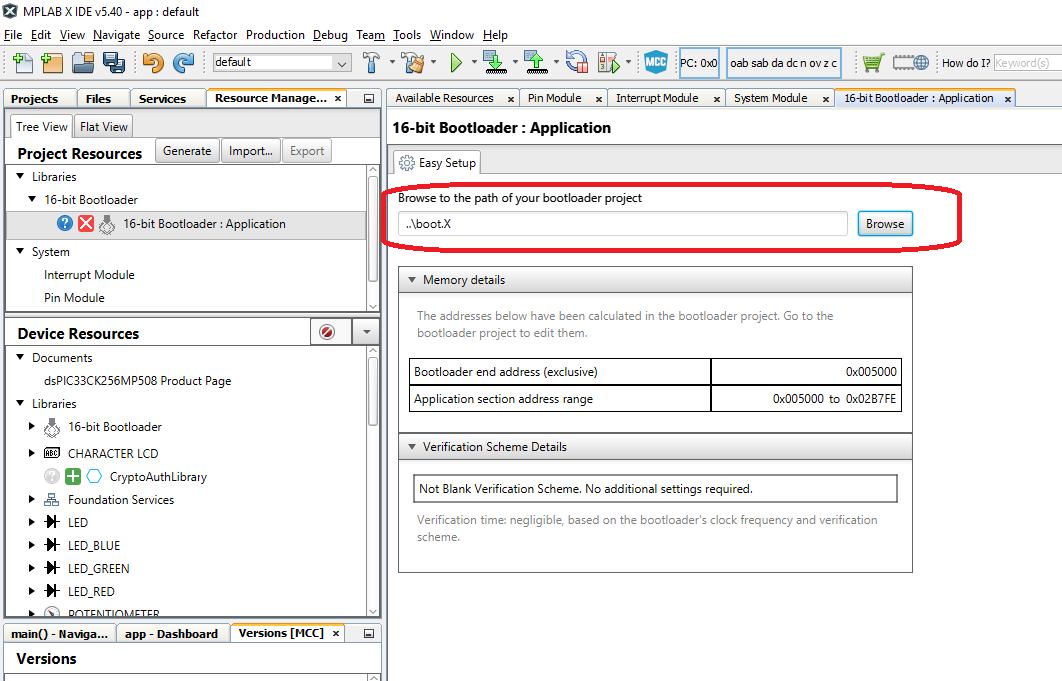 MPLAB X IDE v5.40 - app : default
File Edit View Navigate Source Refactor Production Debug Team Tools Window Help
default
MCC
PC: 0x0
oab sab da dc n ov z c
How do I?
Keyword(s)
Projects
Files
Services
Resource Manage...
Available Resources
Pin Module
Interrupt Module
System Module
16-bit Bootloader : Application
Tree View
Flat View
Project Resources
Generate
Import...
Export
Libraries
16-bit Bootloader
16-bit Bootloader : Application
System
Interrupt Module
Pin Module
Device Resources
Documents
dsPIC33CK256MP508 Product Page
Libraries
16-bit Bootloader
CHARACTER LCD
CryptoAuthLibrary
Foundation Services
LED
LED_BLUE
LED_GREEN
LED_RED
POTENTIOMETER
main() - Naviga...
app - Dashboard
Versions [MCC]
Versions
16-bit Bootloader : Application
Easy Setup
Browse to the path of your bootloader project
..\boot.X
Browse
Memory details
The addresses below have been calculated in the bootloader project. Go to the
bootloader project to edit them.
Bootloader end address (exclusive) 0x005000
Application section address range 0x005000 to 0x02B7FE
Verification Scheme Details
Not Blank Verification Scheme. No additional settings required.
Verification time: negligible, based on the bootloader's clock frequency and verification
scheme.